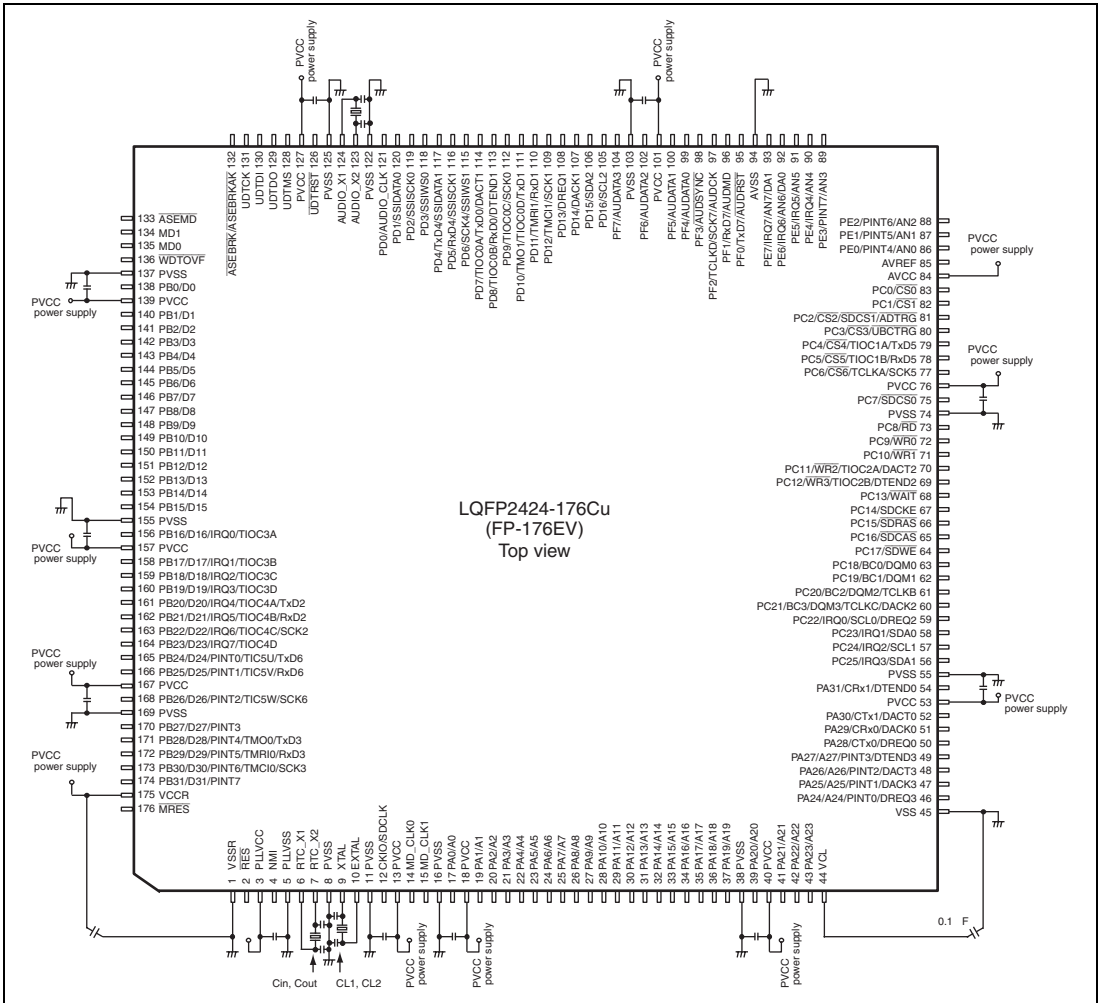 PVCC
power supply
PVCC
power supply
132 ASEBRK/ASEBRKAK
131 UDTCK
130 UDTDI
129 UDTDO
128 UDTMS
127 PVCC
126 UDTRST
125 PVSS
124 AUDIO_X1
123 AUDIO_X2
122 PVSS
121 PD0/AUDIO_CLK
120 PD1/SSIDATA0
119 PD2/SSISCK0
118 PD3/SSIWS0
117 PD4/TxD4/SSIDATA1
116 PD5/RxD4/SSISCK1
115 PD6/SCK4/SSIWS1
114 PD7/TIOC0A/TxD0/DACT1
113 PD8/TIOC0B/RxD0/DTEND1
112 PD9/TIOC0C/SCK0
111 PD10/TMO1/TIOC0D/TxD1
110 PD11/TMRI1/RxD1
109 PD12/TMCI1/SCK1
108 PD13/DREQ1
107 PD14/DACK1
106 PD15/SDA2
105 PD16/SCL2
104 PF7/AUDATA3
103 PVSS
102 PF6/AUDATA2
101 PVCC
100 PF5/AUDATA1
99 PF4/AUDATA0
98 PF3/AUDSYNC
97 PF2/TCLKD/SCK7/AUDCK
96 PF1/RxD7/AUDMD
95 PF0/TxD7/AUDRST
94 AVSS
93 PE7/IRQ7/AN7/DA1
92 PE6/IRQ6/AN6/DA0
91 PE5/IRQ5/AN5
90 PE4/IRQ4/AN4
89 PE3/PINT7/AN3
133 ASEMD
134 MD1
135 MD0
136 WDTOVF
137 PVSS
138 PB0/D0
139 PVCC
PVCC
power supply
140 PB1/D1
141 PB2/D2
142 PB3/D3
143 PB4/D4
144 PB5/D5
145 PB6/D6
146 PB7/D7
147 PB8/D8
148 PB9/D9
149 PB10/D10
150 PB11/D11
151 PB12/D12
152 PB13/D13
153 PB14/D14
154 PB15/D15
155 PVSS
156 PB16/D16/IRQ0/TIOC3A
157 PVCC
PVCC
power supply
158 PB17/D17/IRQ1/TIOC3B
159 PB18/D18/IRQ2/TIOC3C
160 PB19/D19/IRQ3/TIOC3D
161 PB20/D20/IRQ4/TIOC4A/TxD2
162 PB21/D21/IRQ5/TIOC4B/RxD2
163 PB22/D22/IRQ6/TIOC4C/SCK2
164 PB23/D23/IRQ7/TIOC4D
165 PB24/D24/PINT0/TIC5U/TxD6
166 PB25/D25/PINT1/TIC5V/RxD6
PVCC
power supply
167 PVCC
168 PB26/D26/PINT2/TIC5W/SCK6
169 PVSS
170 PB27/D27/PINT3
171 PB28/D28/PINT4/TMO0/TxD3
172 PB29/D29/PINT5/TMRI0/RxD3
173 PB30/D30/PINT6/TMCI0/SCK3
174 PB31/D31/PINT7
PVCC
power supply
175 VCCR
176 MRES
LQFP2424-176Cu
(FP-176EV)
Top view
PE2/PINT6/AN2 88
PE1/PINT5/AN1 87
PE0/PINT4/AN0 86
AVREF 85
AVCC 84
PVCC
power supply
PC0/CS0 83
PC1/CS1 82
PC2/CS2/SDCS1/ADTRG 81
PC3/CS3/UBCTRG 80
PC4/CS4/TIOC1A/TxD5 79
PC5/CS5/TIOC1B/RxD5 78
PC6/CS6/TCLKA/SCK5 77
PVCC
power supply
PVCC 76
PC7/SDCS0 75
PVSS 74
PC8/RD 73
PC9/WR0 72
PC10/WR1 71
PC11/WR2/TIOC2A/DACT2 70
PC12/WR3/TIOC2B/DTEND2 69
PC13/WAIT 68
PC14/SDCKE 67
PC15/SDRAS 66
PC16/SDCAS 65
PC17/SDWE 64
PC18/BC0/DQM0 63
PC19/BC1/DQM1 62
PC20/BC2/DQM2/TCLKB 61
PC21/BC3/DQM3/TCLKC/DACK2 60
PC22/IRQ0/SCL0/DREQ2 59
PC23/IRQ1/SDA0 58
PC24/IRQ2/SCL1 57
PC25/IRQ3/SDA1 56
PVSS 55
PA31/CRx1/DTEND0 54
PVCC 53
PVCC
power supply
PA30/CTx1/DACT0 52
PA29/CRx0/DACK0 51
PA28/CTx0/DREQ0 50
PA27/A27/PINT3/DTEND3 49
PA26/A26/PINT2/DACT3 48
PA25/A25/PINT1/DACK3 47
PA24/A24/PINT0/DREQ3 46
VSS 45
1 VSSR
2 RES
3 PLLVCC
4 NMI
5 PLLVSS
6 RTC_X1
7 RTC_X2
8 PVSS
9 XTAL
10 EXTAL
11 PVSS
12 CKIO/SDCLK
13 PVCC
14 MD_CLK0
15 MD_CLK1
16 PVSS
17 PA0/A0
18 PVCC
19 PA1/A1
20 PA2/A2
21 PA3/A3
22 PA4/A4
23 PA5/A5
24 PA6/A6
25 PA7/A7
26 PA8/A8
27 PA9/A9
28 PA10/A10
29 PA11/A11
30 PA12/A12
31 PA13/A13
32 PA14/A14
33 PA15/A15
34 PA16/A16
35 PA17/A17
36 PA18/A18
37 PA19/A19
38 PVSS
39 PA20/A20
40 PVCC
41 PA21/A21
42 PA22/A22
43 PA23/A23
44 VCL
0.1 F
Cin, Cout
CL1, CL2
PVCC
power supply
PVCC
power supply
PVCC
power supply